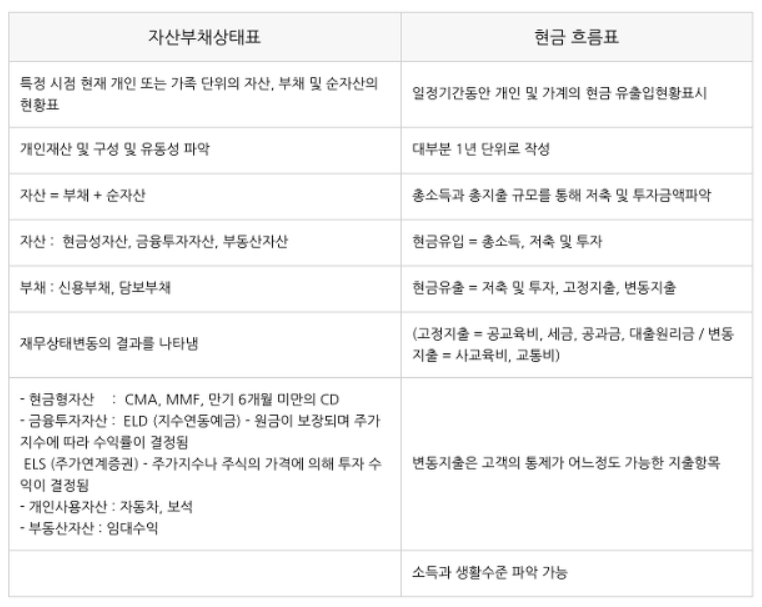 자산부채상태표
현금 흐름표
특정 시점 현재 개인 또는 가족 단위의 자산, 부채 및 순자산의
현황표
일정기간동안 개인 및 가계의 현금 유출입현황표시
개인재산 및 구성 및 유동성 파악
대부분 1년 단위로 작성
자산 = 부채 + 순자산
총소득과 총지출 규모를 통해 저축 및 투자금액파악
자산 : 현금성자산, 금융투자자산, 부동산자산
현금유입 = 총소득, 저축 및 투자
부채 : 신용부채, 담보부채
현금유출 = 저축 및 투자, 고정지출, 변동지출
재무상태변동의 결과를 나타냄
(고정지출 = 공교육비, 세금, 공과금, 대출원리금 / 변동
지출 = 사교육비, 교통비)
- 현금형자산 : CMA, MMF, 만기 6개월 미만의 CD
- 금융투자자산 : ELD (지수연동예금) - 원금이 보장되며 주가
지수에 따라 수익률이 결정됨
ELS (주가연계증권) - 주가지수나 주식의 가격에 의해 투자 수
익이 결정됨
- 개인사용자산 : 자동차, 보석
- 부동산자산 : 임대수익
변동지출은 고객의 통제가 어느정도 가능한 지출항목
소득과 생활수준 파악 가능